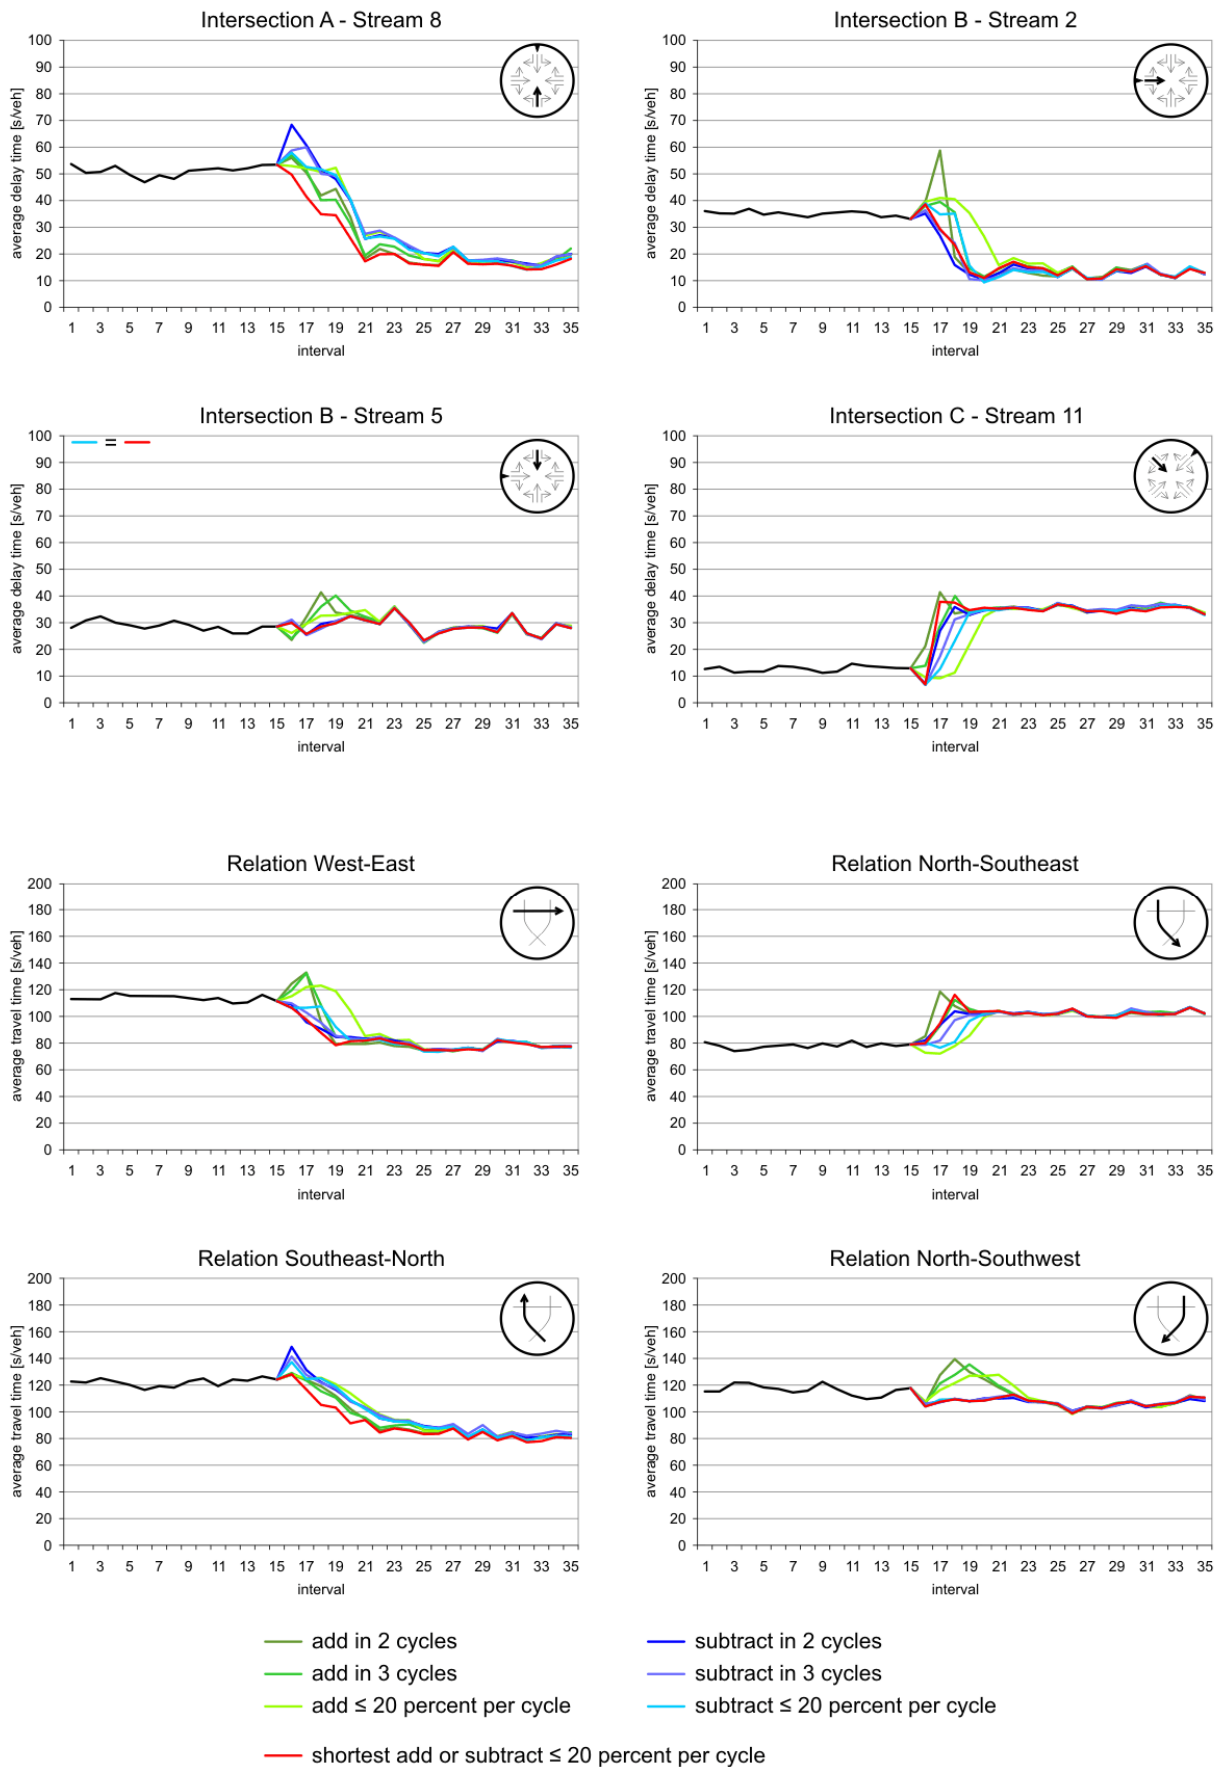 Intersection A - Stream 8
average delay time [s/veh]
100
90
80
70
60
50
40
30
20
10
0
1 3 5 7 9 11 13 15 17 19 21 23 25 27 29 31 33 35
interval
Intersection B - Stream 2
average delay time [s/veh]
100
90
80
70
60
50
40
30
20
10
0
1 3 5 7 9 11 13 15 17 19 21 23 25 27 29 31 33 35
interval
Intersection B - Stream 5
=
average delay time [s/veh]
100
90
80
70
60
50
40
30
20
10
0
1 3 5 7 9 11 13 15 17 19 21 23 25 27 29 31 33 35
interval
Intersection C - Stream 11
average delay time [s/veh]
100
90
80
70
60
50
40
30
20
10
0
1 3 5 7 9 11 13 15 17 19 21 23 25 27 29 31 33 35
interval
Relation West-East
average travel time [s/veh]
200
180
160
140
120
100
80
60
40
20
0
1 3 5 7 9 11 13 15 17 19 21 23 25 27 29 31 33 35
interval
Relation North-Southeast
average travel time [s/veh]
200
180
160
140
120
100
80
60
40
20
0
1 3 5 7 9 11 13 15 17 19 21 23 25 27 29 31 33 35
interval
Relation Southeast-North
average travel time [s/veh]
200
180
160
140
120
100
80
60
40
20
0
1 3 5 7 9 11 13 15 17 19 21 23 25 27 29 31 33 35
interval
Relation North-Southwest
average travel time [s/veh]
200
180
160
140
120
100
80
60
40
20
0
1 3 5 7 9 11 13 15 17 19 21 23 25 27 29 31 33 35
interval
add in 2 cycles
add in 3 cycles
add ≤ 20 percent per cycle
subtract in 2 cycles
subtract in 3 cycles
subtract ≤ 20 percent per cycle
shortest add or subtract ≤ 20 percent per cycle